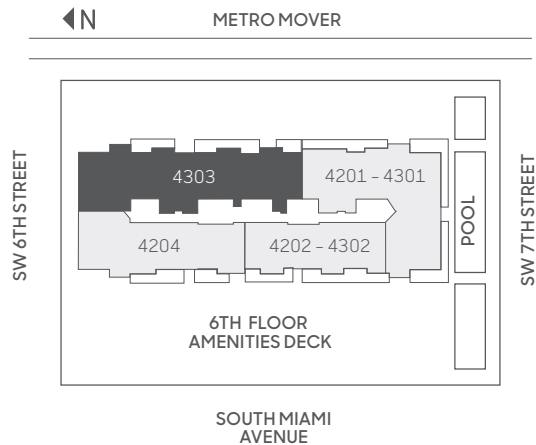 N
METRO MOVER
SW 6TH STREET
4303
4201 - 4301
4204
4202 - 4302
POOL
SW 7TH STREET
6TH FLOOR
AMENITIES DECK
SOUTH MIAMI
AVENUE